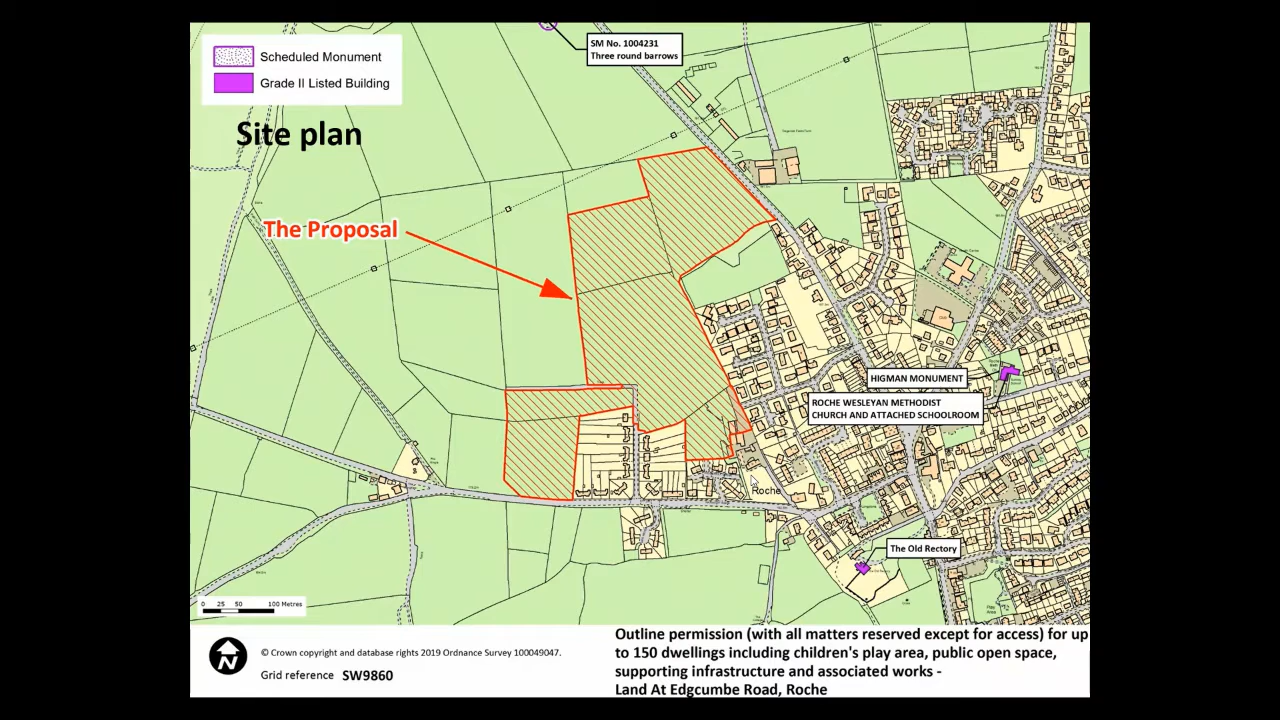 SM No. 1004231
Three round barrows
Scheduled Monument
Grade II Listed Building
Site plan
The Proposal
HIGMAN MONUMENT
ROCHE WESLEYAN METHODIST
CHURCH AND ATTACHED SCHOOLROOM
Roche
The Old Rectory
0 25 50 100 Metres
N
© Crown copyright and database rights 2019 Ordnance Survey 100049047.
Grid reference SW9860
Outline permission (with all matters reserved except for access) for up
to 150 dwellings including children's play area, public open space,
supporting infrastructure and associated works -
Land At Edgcumbe Road, Roche